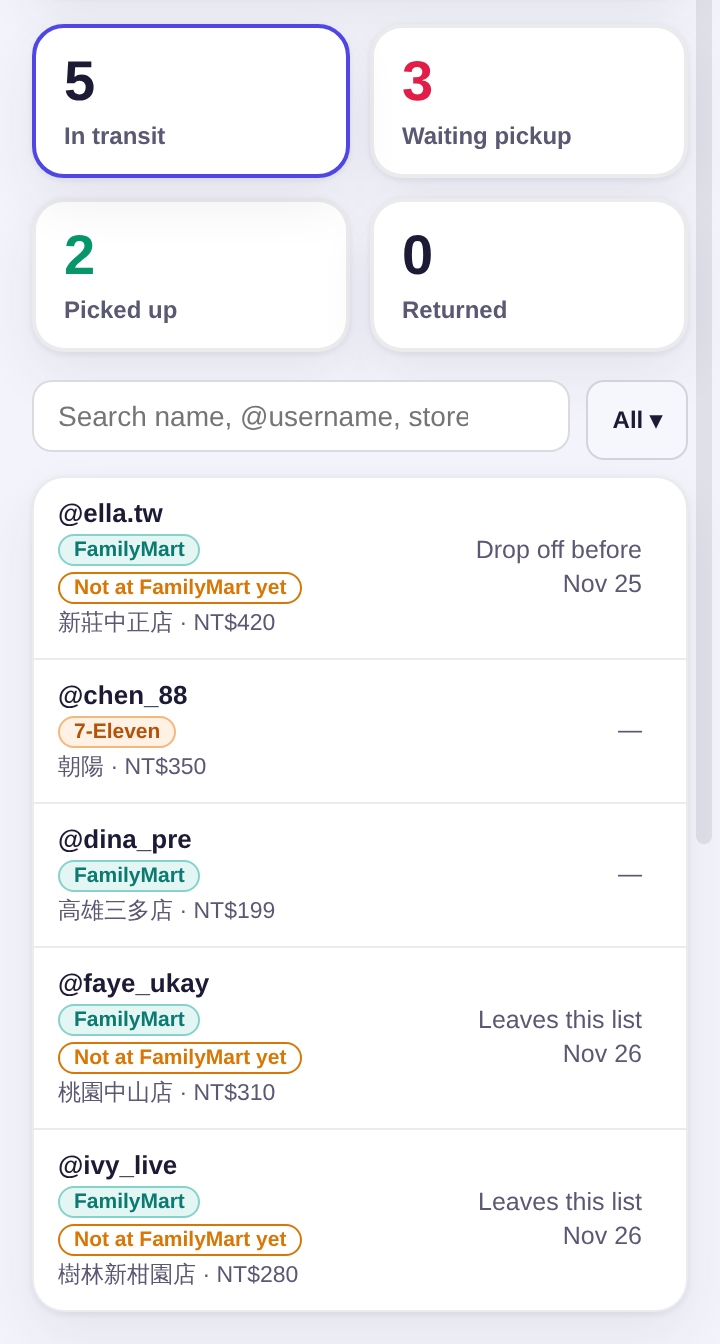 5
In transit
3
Waiting pickup
2
Picked up
0
Returned
Search name, @username, store
All ▾
@ella.tw
FamilyMart
Not at FamilyMart yet
新莊中正店 · NT$420
Drop off before
Nov 25
@chen_88
7-Eleven
朝陽 · NT$350
—
@dina_pre
FamilyMart
高雄三多店 · NT$199
—
@faye_ukay
FamilyMart
Not at FamilyMart yet
桃園中山店 · NT$310
Leaves this list
Nov 26
@ivy_live
FamilyMart
Not at FamilyMart yet
樹林新柑園店 · NT$280
Leaves this list
Nov 26